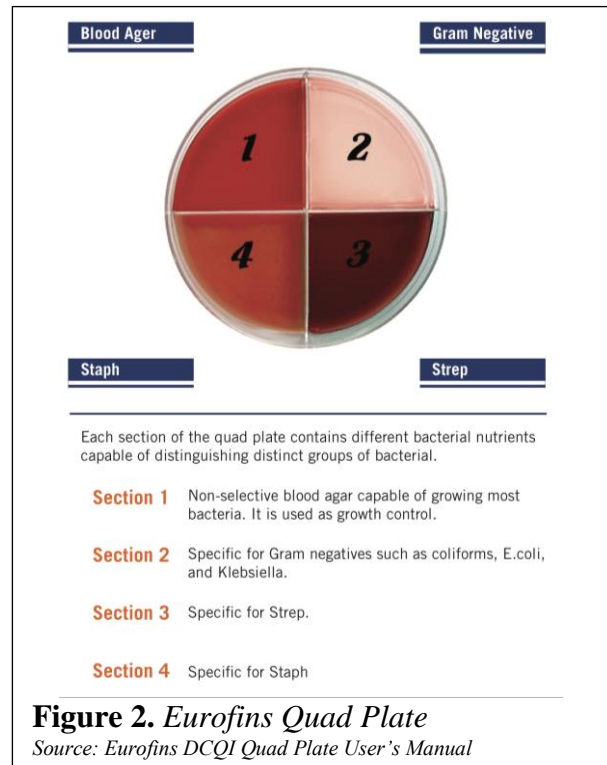 Blood Ager
Gram Negative
1
2
4
3
Staph
Strep
Each section of the quad plate contains different bacterial nutrients
capable of distinguishing distinct groups of bacterial.
Section 1 Non-selective blood agar capable of growing most
bacteria. It is used as growth control.
Section 2 Specific for Gram negatives such as coliforms, E.coli,
and Klebsiella.
Section 3 Specific for Strep.
Section 4 Specific for Staph
Figure 2. Eurofins Quad Plate
Source: Eurofins DCQI Quad Plate User's Manual